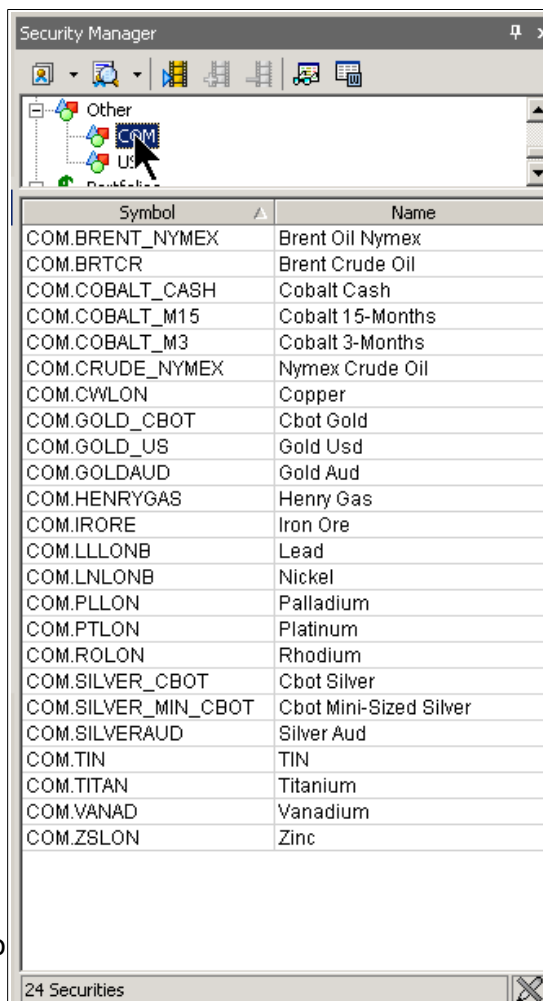 Security Manager
Other
COM
Symbol Name
COM.BRENT_NYMEX Brent Oil Nymex
COM.BRTCR Brent Crude Oil
COM.COBALT_CASH Cobalt Cash
COM.COBALT_M15 Cobalt 15-Months
COM.COBALT_M3 Cobalt 3-Months
COM.CRUDE_NYMEX Nymex Crude Oil
COM.CWLON Copper
COM.GOLD_CBOT Cbot Gold
COM.GOLD_US Gold Usd
COM.GOLDAUD Gold Aud
COM.HENRYGAS Henry Gas
COM.IRORE Iron Ore
COM.LLLONB Lead
COM.LNLONB Nickel
COM.PLLON Palladium
COM.PTLON Platinum
COM.ROLON Rhodium
COM.SILVER_CBOT Cbot Silver
COM.SILVER_MIN_CBOT Cbot Mini-Sized Silver
COM.SILVERAUD Silver Aud
COM.TIN TIN
COM.TITAN Titanium
COM.VANAD Vanadium
COM.ZSLON Zinc
24 Securities